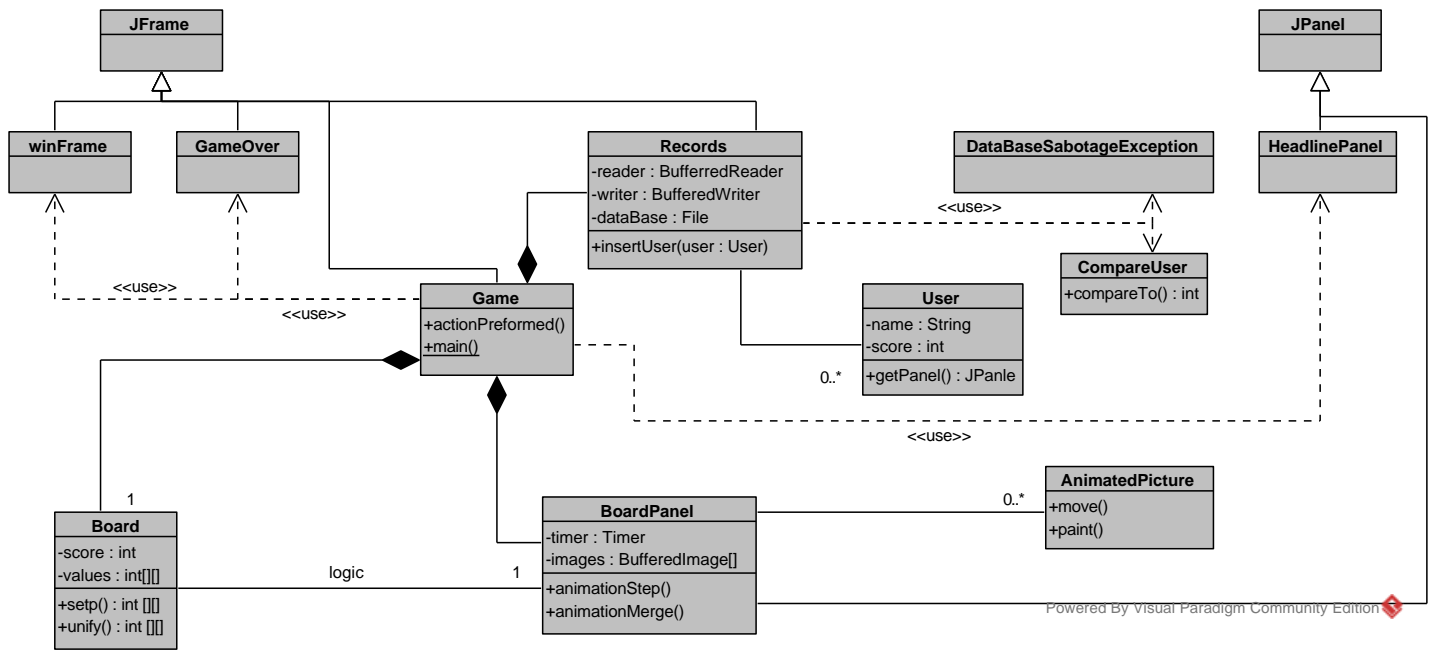 JFrame
JPanel
winFrame
GameOver
Records
-reader : BufferredReader
-writer : BufferedWriter
-dataBase : File
+insertUser(user : User)
DataBaseSabotageException
HeadlinePanel
<<use>>
CompareUser
+compareTo() : int
<<use>>
<<use>>
Game
+actionPreformed()
+main()
User
-name : String
-score : int
+getPanel() : JPanle
0..*
<<use>>
1
Board
-score : int
-values : int[][]
+setp() : int [][]
+unify() : int [][]
logic
1
BoardPanel
-timer : Timer
-images : BufferedImage[]
+animationStep()
+animationMerge()
0..*
AnimatedPicture
+move()
+paint()
Powered By Visual Paradigm Community Edition